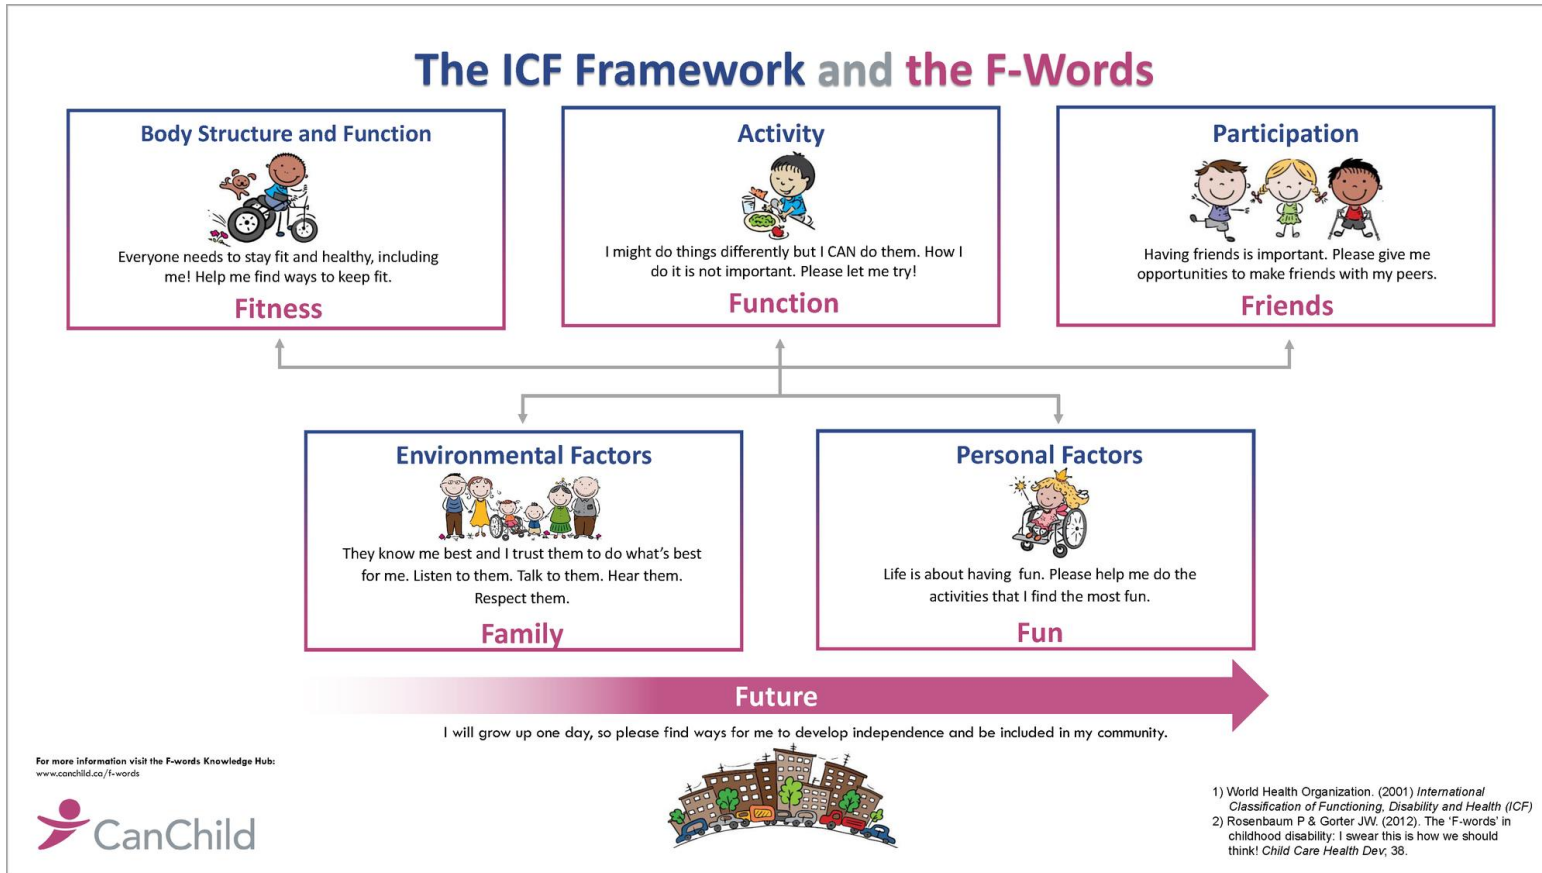 The ICF Framework and the F-Words
Body Structure and Function
Everyone needs to stay fit and healthy, including
me! Help me find ways to keep fit.
Fitness
Activity
I might do things differently but I CAN do them. How I
do it is not important. Please let me try!
Function
Participation
Having friends is important. Please give me
opportunities to make friends with my peers.
Friends
Environmental Factors
They know me best and I trust them to do what's best
for me. Listen to them. Talk to them. Hear them.
Respect them.
Family
Personal Factors
Life is about having fun. Please help me do the
activities that I find the most fun.
Fun
Future
I will grow up one day, so please find ways for me to develop independence and be included in my community.
For more information visit the F-words Knowledge Hub:
www.canchild.ca/f-words
CanChild
1) World Health Organization. (2001) International
Classification of Functioning, Disability and Health (ICF)
2) Rosenbaum P & Gorter JW. (2012). The 'F-words' in
childhood disability: I swear this is how we should
think! Child Care Health Dev; 38.